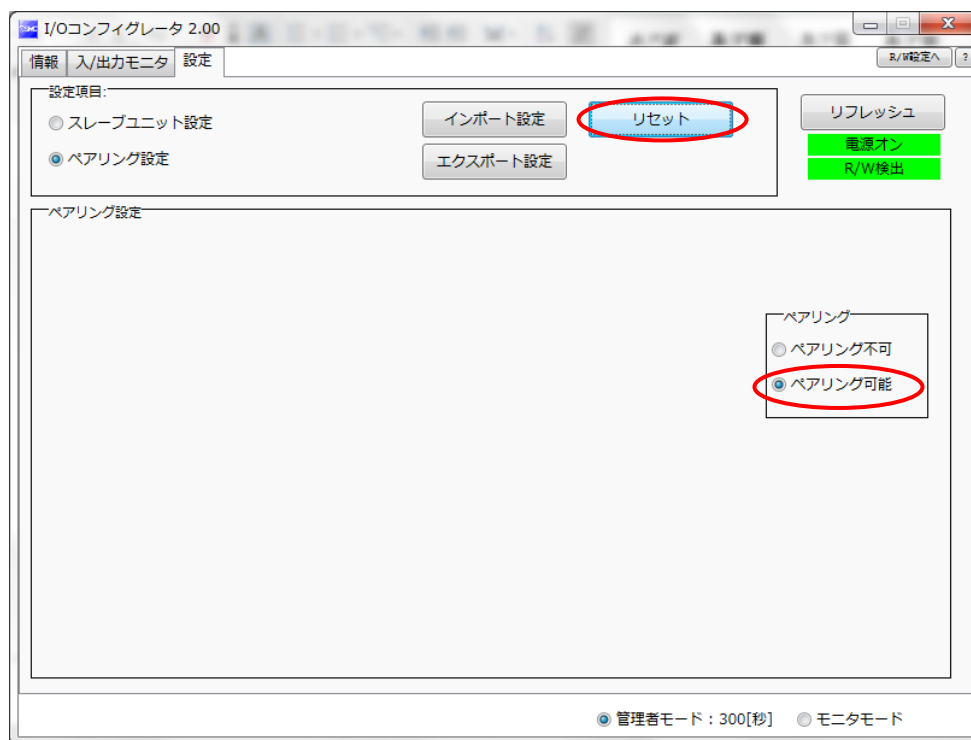 I/Oコンフィグレータ 2.00
情報 入/出力モニタ 設定
R/W設定へ ?
設定項目:
スレーブユニット設定
インポート設定
リセット
リフレッシュ
ペアリング設定
エクスポート設定
電源オン
R/W検出
ペアリング設定
ペアリング
ペアリング不可
ペアリング可能
管理者モード：300[秒]
モニタモード